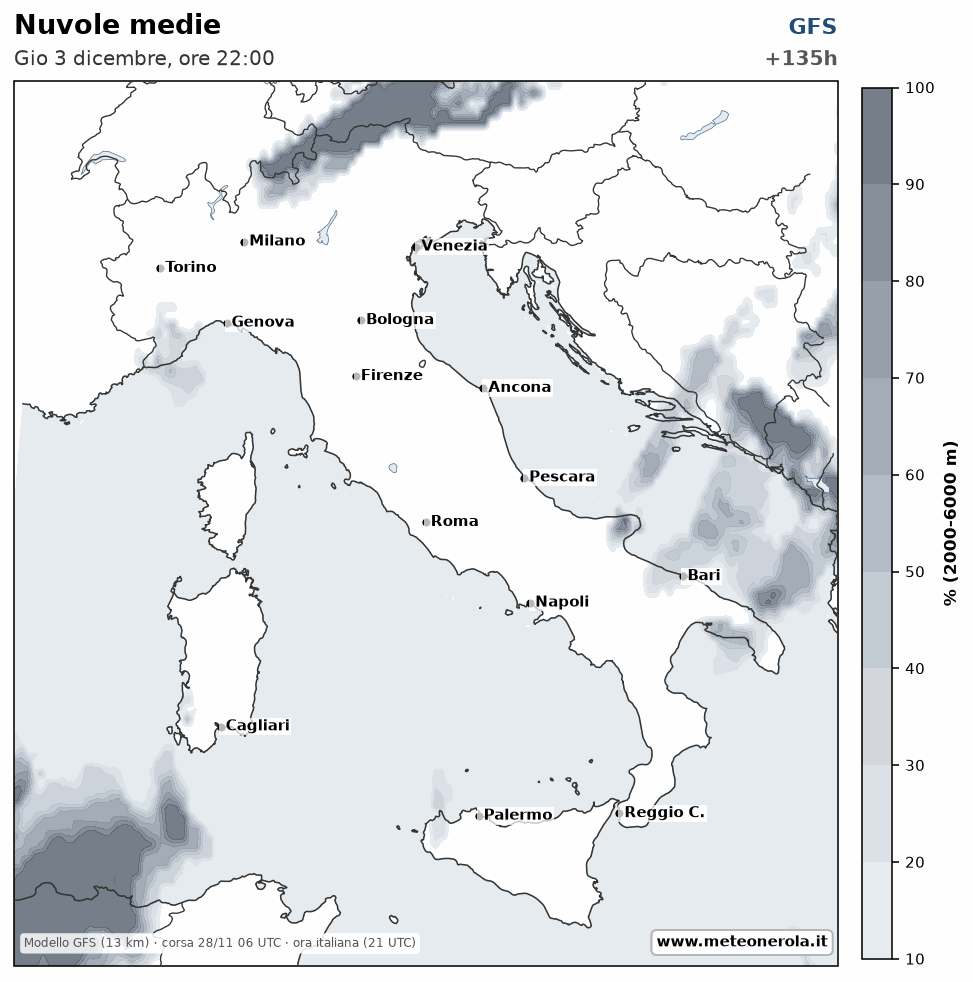 Nuvole medie
GFS
Gio 3 dicembre, ore 22:00
+135h
100
90
80
70
60
50
40
30
20
10
% (2000-6000 m)
Milano
Venezia
Torino
Genova
Bologna
Firenze
Ancona
Pescara
Roma
Bari
Napoli
Cagliari
Palermo
Reggio C.
Modello GFS (13 km) · corsa 28/11 06 UTC · ora italiana (21 UTC)
www.meteonerola.it